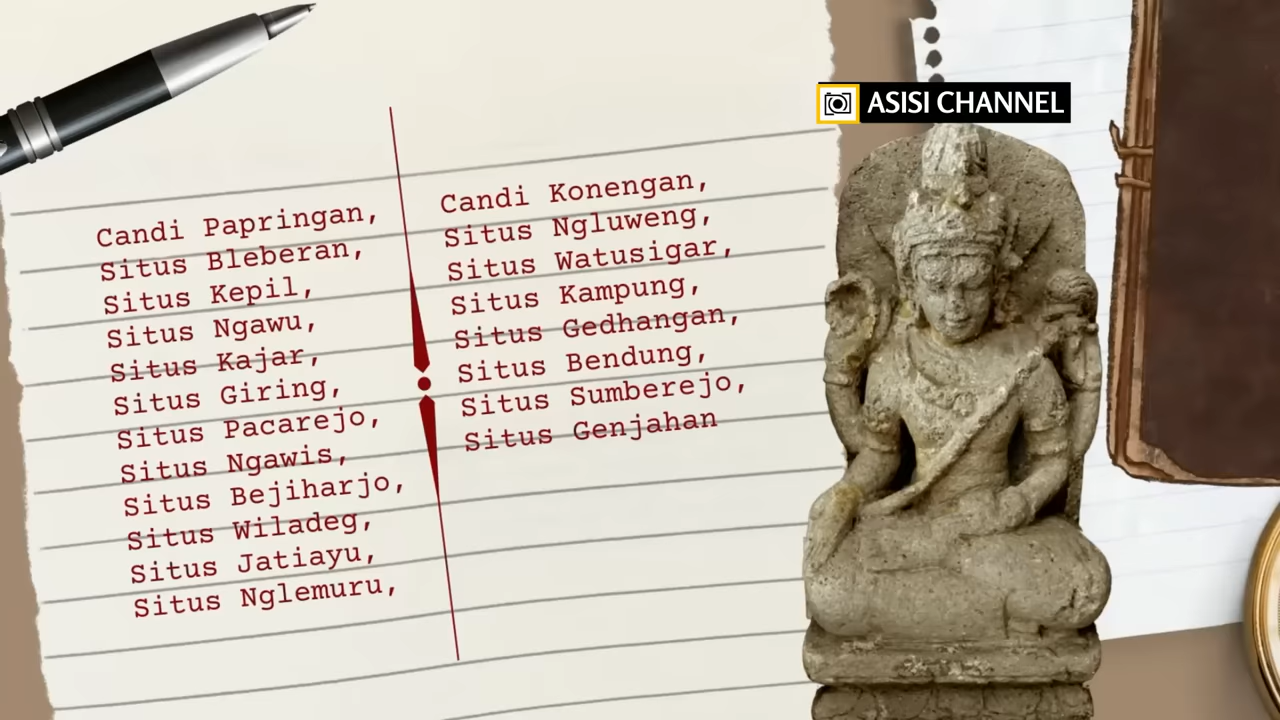 ASISI CHANNEL
Candi Papringan,
Situs Bleberan,
Situs Kepil,
Situs Ngawu,
Situs Kajar,
Situs Giring,
Situs Pacarejo,
Situs Ngawis,
Situs Bejiharjo,
Situs Wiladeg,
Situs Jatiayu,
Situs Nglemuru,
Candi Konengan,
Situs Ngluweng,
Situs Watusigar,
Situs Kampung,
Situs Gedhangan,
Situs Bendung,
Situs Sumberejo,
Situs Genjahan